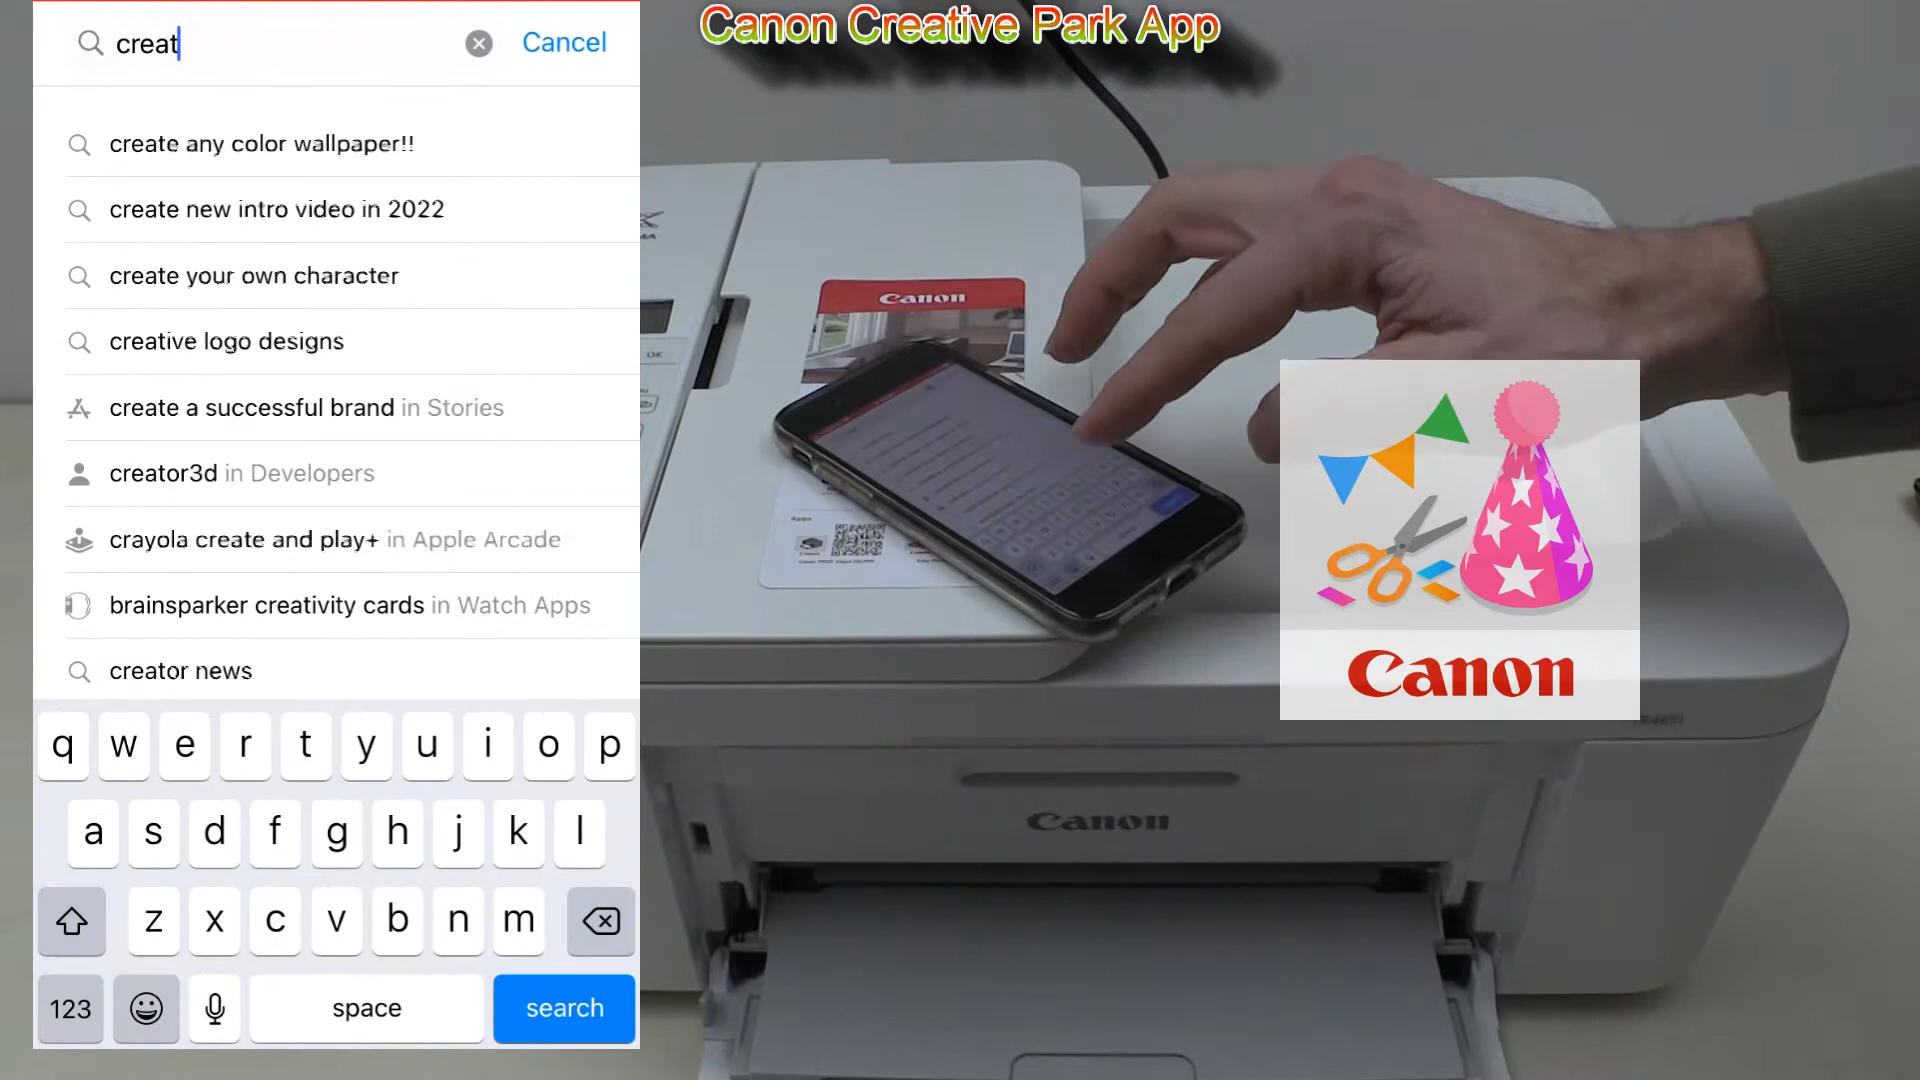 Canon Creative Park App
creat
Cancel
create any color wallpaper!!
create new intro video in 2022
create your own character
creative logo designs
create a successful brand in Stories
creator3d in Developers
crayola create and play+ in Apple Arcade
brainsparker creativity cards in Watch Apps
creator news
q w e r t y u i o p
a s d f g h j k l
z x c v b n m
123
space
search
Canon
OK
Apps
Canon
Canon